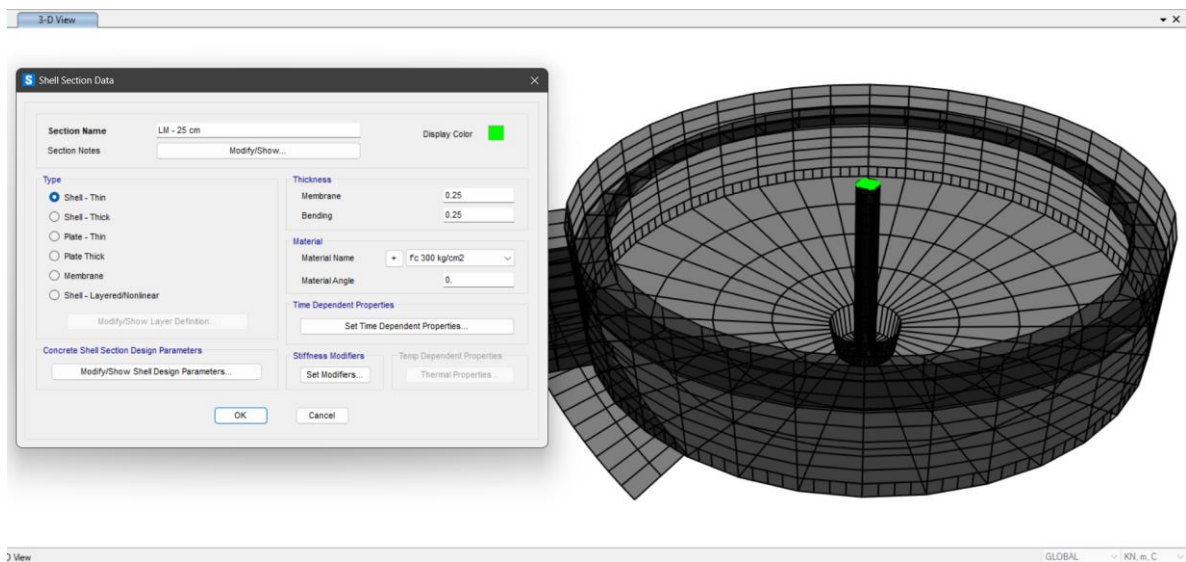 3-D View
Shell Section Data
Section Name LM - 25 cm Display Color
Section Notes Modify/Show...
Type
Shell - Thin
Shell - Thick
Plate - Thin
Plate Thick
Membrane
Shell - Layered/Nonlinear
Modify/Show Layer Definition...
Concrete Shell Section Design Parameters
Modify/Show Shell Design Parameters...
Thickness
Membrane 0.25
Bending 0.25
Material
Material Name + f'c 300 kg/cm2
Material Angle 0.
Time Dependent Properties
Set Time Dependent Properties...
Stiffness Modifiers
Set Modifiers...
Temp Dependent Properties
Thermal Properties...
OK Cancel
D View GLOBAL KN, m, C